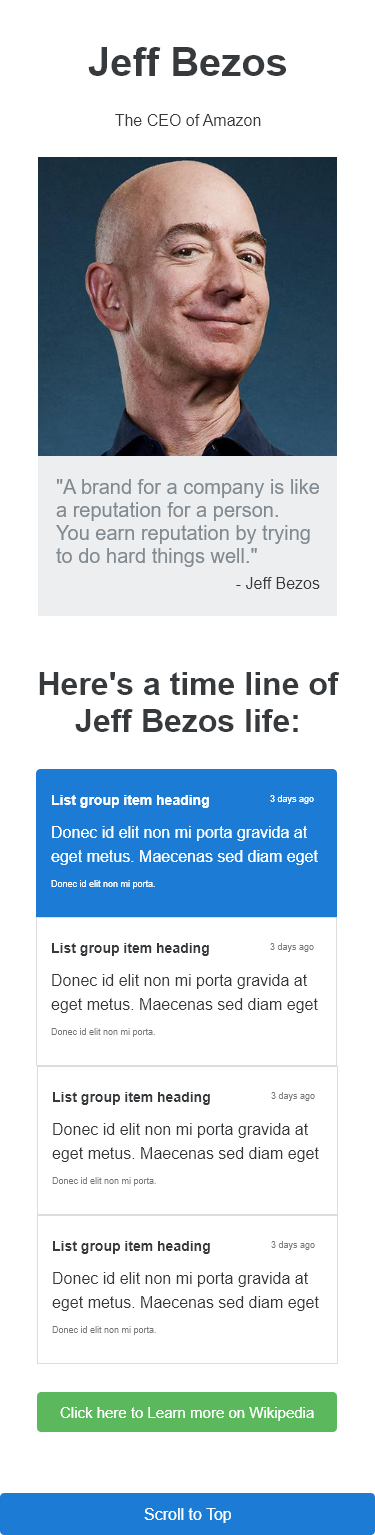 Jeff Bezos
The CEO of Amazon
"A brand for a company is like
a reputation for a person.
You earn reputation by trying
to do hard things well."
- Jeff Bezos
Here's a time line of
Jeff Bezos life:
List group item heading 3 days ago
Donec id elit non mi porta gravida at
eget metus. Maecenas sed diam eget
Donec id elit non mi porta.
List group item heading 3 days ago
Donec id elit non mi porta gravida at
eget metus. Maecenas sed diam eget
Donec id elit non mi porta.
List group item heading 3 days ago
Donec id elit non mi porta gravida at
eget metus. Maecenas sed diam eget
Donec id elit non mi porta.
List group item heading 3 days ago
Donec id elit non mi porta gravida at
eget metus. Maecenas sed diam eget
Donec id elit non mi porta.
Click here to Learn more on Wikipedia
Scroll to Top